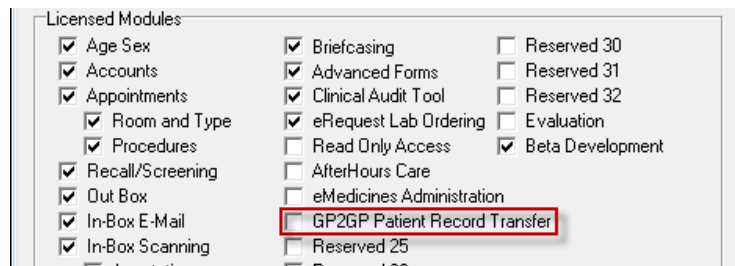 Licensed Modules
Age Sex
Accounts
Appointments
Room and Type
Procedures
Recall/Screening
Out Box
In-Box E-Mail
In-Box Scanning
Briefcasing
Advanced Forms
Clinical Audit Tool
eRequest Lab Ordering
Read Only Access
AfterHours Care
eMedicines Administration
GP2GP Patient Record Transfer
Reserved 25
Reserved 30
Reserved 31
Reserved 32
Evaluation
Beta Development